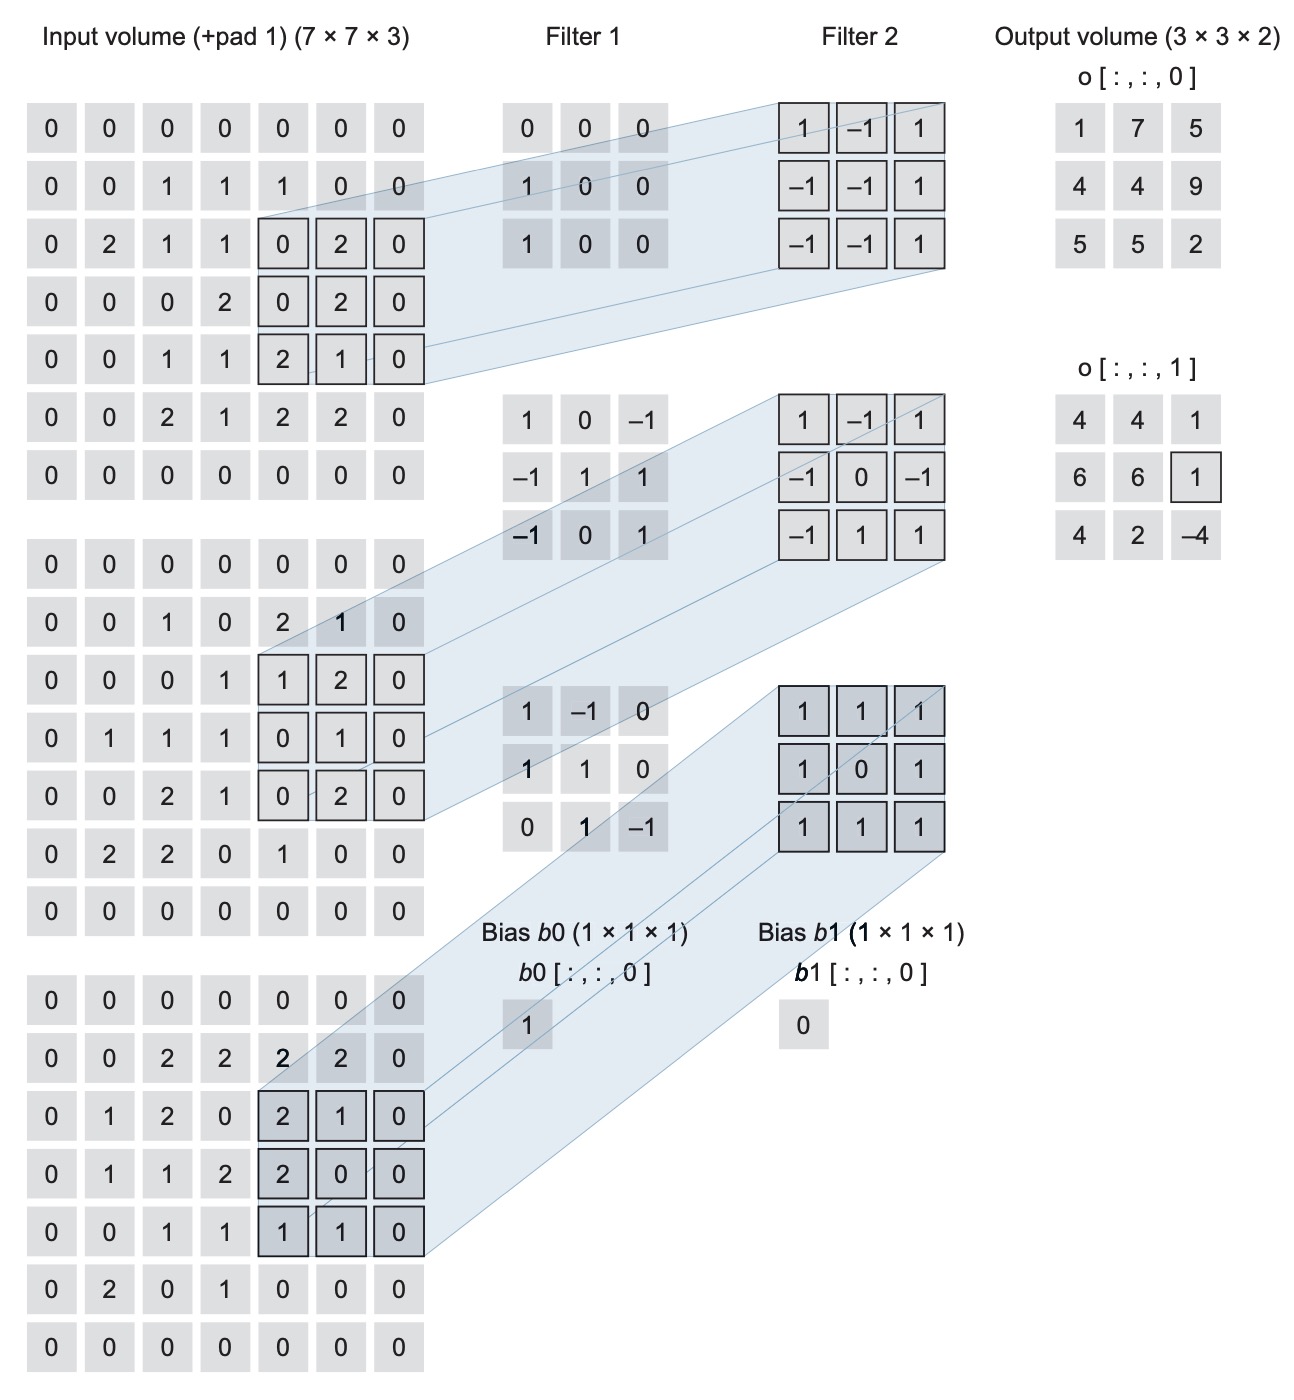 Input volume (+pad 1) (7 × 7 × 3)
Filter 1
Filter 2
Output volume (3 × 3 × 2)
o [ : , : , 0 ]
0 0 0 0 0 0 0
0 0 0
1 –1 1
1 7 5
0 0 1 1 1 0 0
1 0 0
–1 –1 1
4 4 9
0 2 1 1 0 2 0
1 0 0
–1 –1 1
5 5 2
0 0 0 2 0 2 0
0 0 1 1 2 1 0
o [ : , : , 1 ]
0 0 2 1 2 2 0
1 0 –1
1 –1 1
4 4 1
0 0 0 0 0 0 0
–1 1 1
–1 0 –1
6 6 1
–1 0 1
–1 1 1
4 2 –4
0 0 0 0 0 0 0
0 0 1 0 2 1 0
0 0 0 1 1 2 0
1 –1 0
1 1 1
0 1 1 1 0 1 0
1 1 0
1 0 1
0 0 2 1 0 2 0
0 1 –1
1 1 1
0 2 2 0 1 0 0
0 0 0 0 0 0 0
Bias b0 (1 × 1 × 1)
Bias b1 (1 × 1 × 1)
b0 [ : , : , 0 ]
b1 [ : , : , 0 ]
1
0
0 0 0 0 0 0 0
0 0 2 2 2 2 0
0 1 2 0 2 1 0
0 1 1 2 2 0 0
0 0 1 1 1 1 0
0 2 0 1 0 0 0
0 0 0 0 0 0 0